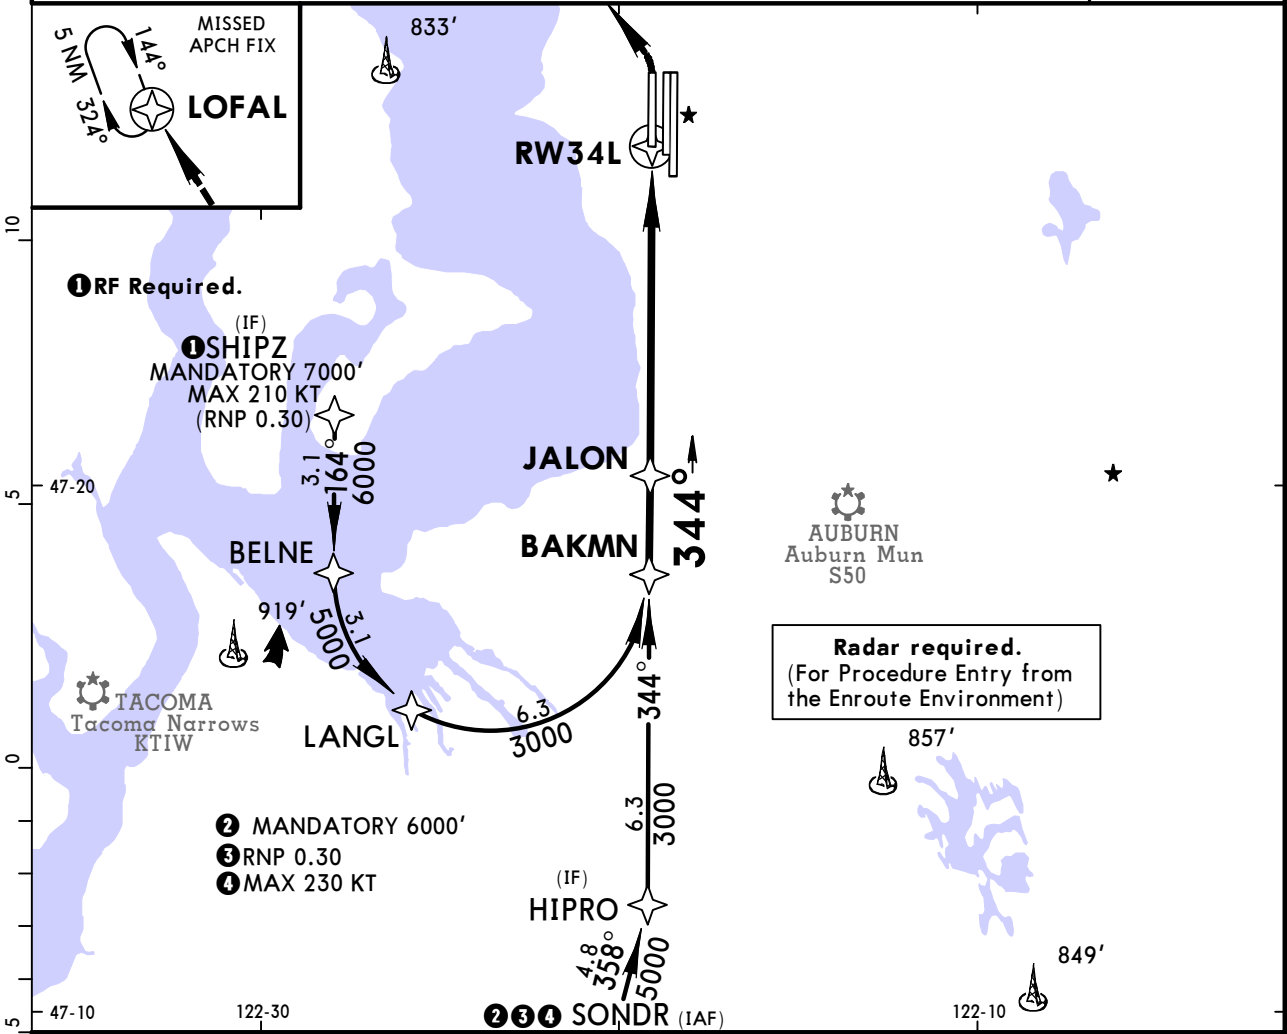 MISSED
APCH FIX
5 NM
144°
324°
LOFAL
833'
RW34L
10
❶RF Required.
(IF)
❶SHIPZ
MANDATORY 7000'
MAX 210 KT
(RNP 0.30)
3.1
164°
6000
JALON
5
47-20
344°
BELNE
BAKMN
AUBURN
Auburn Mun
S50
919'
3.1
5000
Radar required.
(For Procedure Entry from
the Enroute Environment)
TACOMA
Tacoma Narrows
KTIW
LANGL
6.3
3000
344°
857'
0
6.3
3000
❷ MANDATORY 6000'
❸RNP 0.30
❹MAX 230 KT
(IF)
HIPRO
4.8
358°
5000
849'
5
47-10
122-30
❷❸❹ SONDR (IAF)
122-10